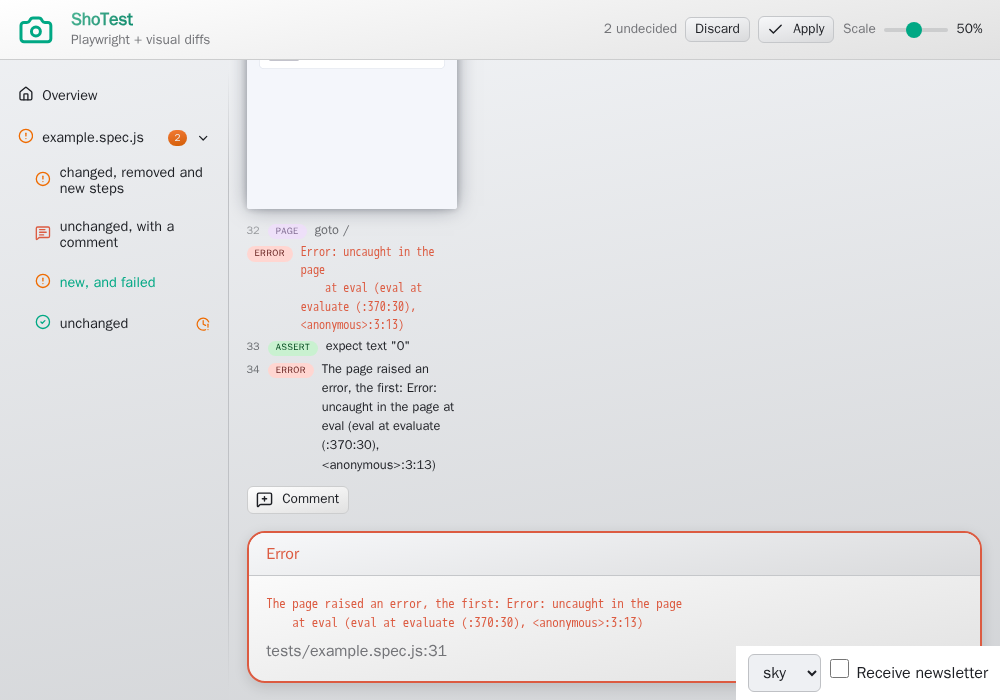 ShoTest
Playwright + visual diffs
2 undecided
Discard
Apply
Scale
50%
Overview
example.spec.js
2
changed, removed and
new steps
unchanged, with a
comment
new, and failed
unchanged
32 PAGE goto /
ERROR Error: uncaught in the
page
at eval (eval at
evaluate (:370:30),
<anonymous>:3:13)
33 ASSERT expect text "0"
34 ERROR The page raised an
error, the first: Error:
uncaught in the page at
eval (eval at evaluate
(:370:30),
<anonymous>:3:13)
Comment
Error
The page raised an error, the first: Error: uncaught in the page
at eval (eval at evaluate (:370:30), <anonymous>:3:13)
tests/example.spec.js:31
sky
Receive newsletter